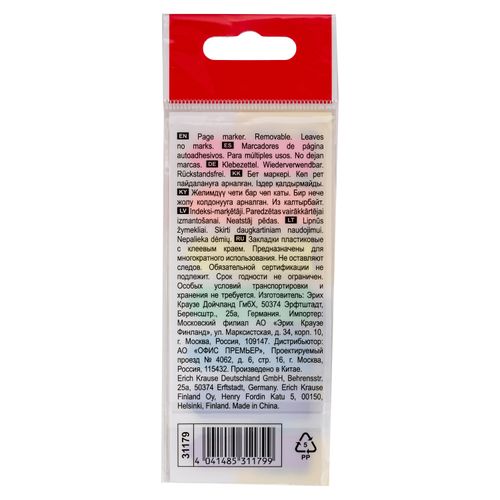 EN Page marker. Removable. Leaves
no marks. ES Marcadores de página
autoadhesivos. Para múltiples usos. No dejan
marcas. DE Klebezettel. Wiederverwendbar.
Rückstandsfrei. KK Бет маркері. Көп рет
пайдалануға арналған. Іздер қалдырмайды.
KY Желимдүү чети бар чеп каты. Бир нече
жолу колдонууга арналган. Из калтырбайт.
LV Indeksi-marķētāji. Paredzētas vairākkārtējai
izmantošanai. Neatstāj pēdas. LT Lipnūs
žymekliai. Skirti daugkartiniam naudojimui.
Nepalieka dėmių. RU Закладки пластиковые
с клеевым краем. Предназначены для
многократного использования. Не оставляют
следов. Обязательной сертификации не
подлежит. Срок годности не ограничен.
Особых условий транспортировки и
хранения не требуется. Изготовитель: Эрих
Краузе Дойчланд ГмбХ, 50374 Эрфтштадт,
Беренсштр., 25а, Германия. Импортер:
Московский филиал АО «Эрих Краузе
Финланд», ул. Марксистская, д. 34, корп. 10,
г. Москва, Россия, 109147. Дистрибьютор:
АО «ОФИС ПРЕМЬЕР», Проектируемый
проезд № 4062, д. 6, стр. 16, г. Москва,
Россия, 115432. Произведено в Китае.
Erich Krause Deutschland GmbH, Behrensstr.
25a, 50374 Erftstadt, Germany. Erich Krause
Finland Oy, Henry Fordin Katu 5, 00150,
Helsinki, Finland. Made in China.
31179
4 041485 311799
5
PP